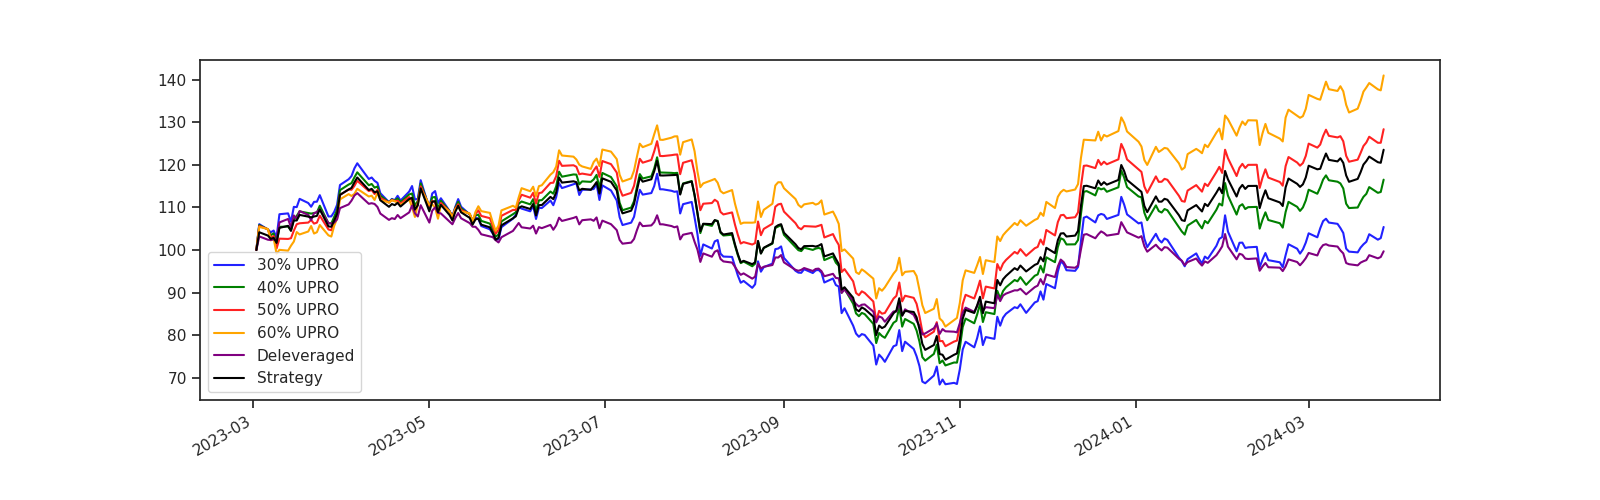 140
130
120
110
100
90
80
70
30% UPRO
40% UPRO
50% UPRO
60% UPRO
Deleveraged
Strategy
2023-03
2023-05
2023-07
2023-09
2023-11
2024-01
2024-03